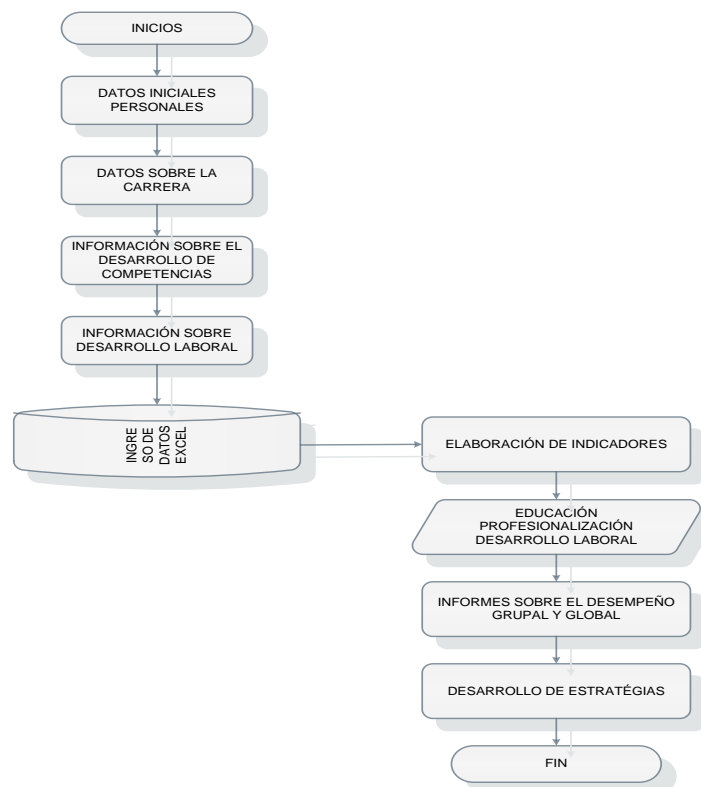 INICIOS
DATOS INICIALES
PERSONALES
DATOS SOBRE LA
CARRERA
INFORMACIÓN SOBRE EL
DESARROLLO DE
COMPETENCIAS
INFORMACIÓN SOBRE
DESARROLLO LABORAL
INGRE
SO DE
DATOS
EXCEL
ELABORACIÓN DE INDICADORES
EDUCACIÓN
PROFESIONALIZACIÓN
DESARROLLO LABORAL
INFORMES SOBRE EL DESEMPEÑO
GRUPAL Y GLOBAL
DESARROLLO DE ESTRATÉGIAS
FIN